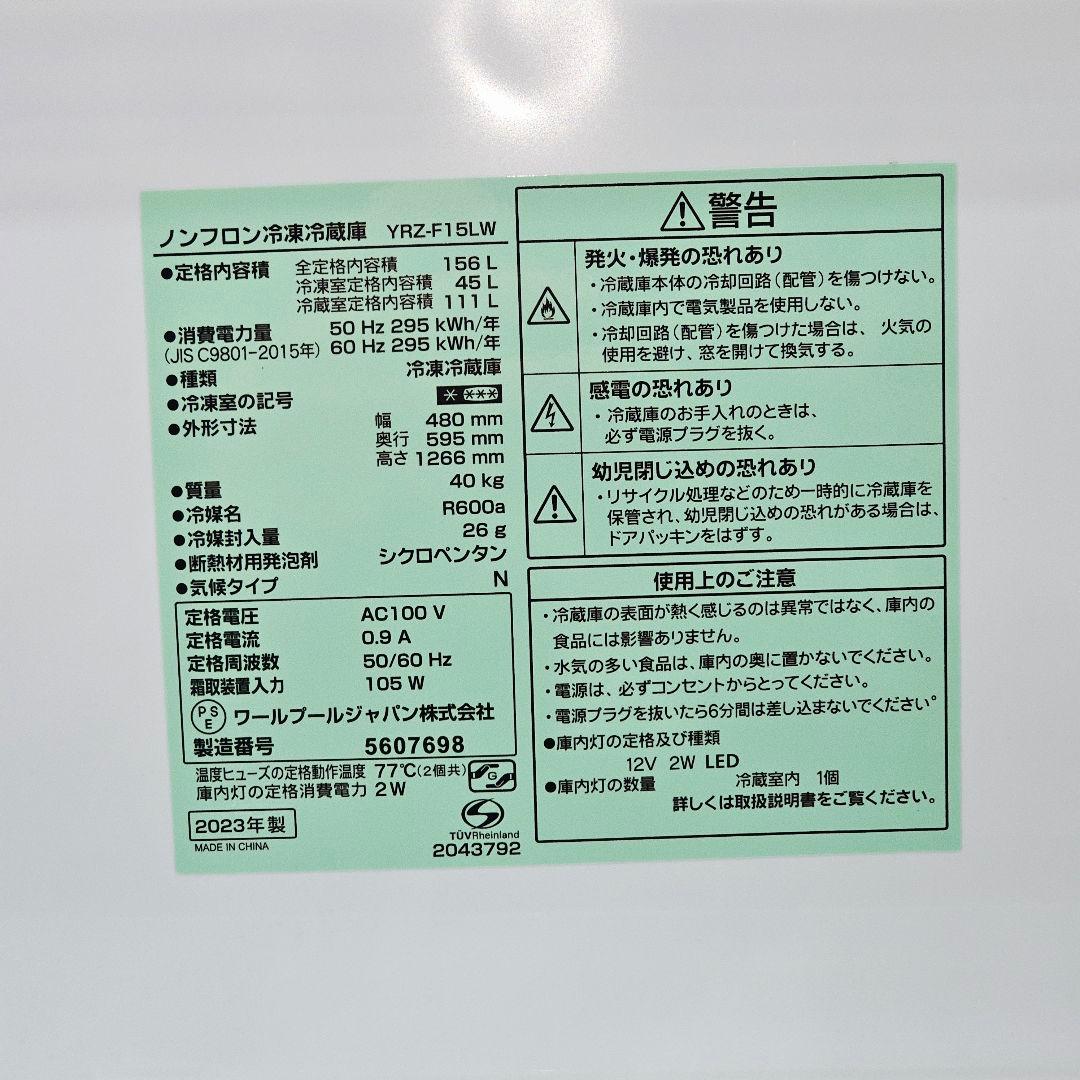 ノンフロン冷凍冷蔵庫 YRZ-F15LW
●定格内容積 全定格内容積 156 L
冷凍室定格内容積 45 L
冷蔵室定格内容積 111 L
●消費電力量 50 Hz 295 kWh/年
(JIS C9801-2015年) 60 Hz 295 kWh/年
●種類 冷凍冷蔵庫
●冷凍室の記号 * ***
●外形寸法 幅 480 mm
奥行 595 mm
高さ 1266 mm
●質量 40 kg
●冷媒名 R600a
●冷媒封入量 26 g
●断熱材用発泡剤 シクロペンタン
●気候タイプ N
定格電圧 AC100 V
定格電流 0.9 A
定格周波数 50/60 Hz
霜取装置入力 105 W
PSE ワールプールジャパン株式会社
製造番号 5607698
温度ヒューズの定格動作温度 77℃(2個共)
G
庫内灯の定格消費電力 2W
2023年製
MADE IN CHINA
TÜVRheinland
2043792
警告
発火・爆発の恐れあり
・冷蔵庫本体の冷却回路(配管)を傷つけない。
・冷蔵庫内で電気製品を使用しない。
・冷却回路(配管)を傷つけた場合は、火気の
使用を避け、窓を開けて換気する。
感電の恐れあり
・冷蔵庫のお手入れのときは、
必ず電源プラグを抜く。
幼児閉じ込めの恐れあり
・リサイクル処理などのため一時的に冷蔵庫を
保管され、幼児閉じ込めの恐れがある場合は、
ドアパッキンをはずす。
使用上のご注意
・冷蔵庫の表面が熱く感じるのは異常ではなく、庫内の
食品には影響ありません。
・水気の多い食品は、庫内の奥に置かないでください。
・電源は、必ずコンセントからとってください。
・電源プラグを抜いたら6分間は差し込まないでください。
●庫内灯の定格及び種類
12V 2W LED
●庫内灯の数量 冷蔵室内 1個
詳しくは取扱説明書をご覧ください。